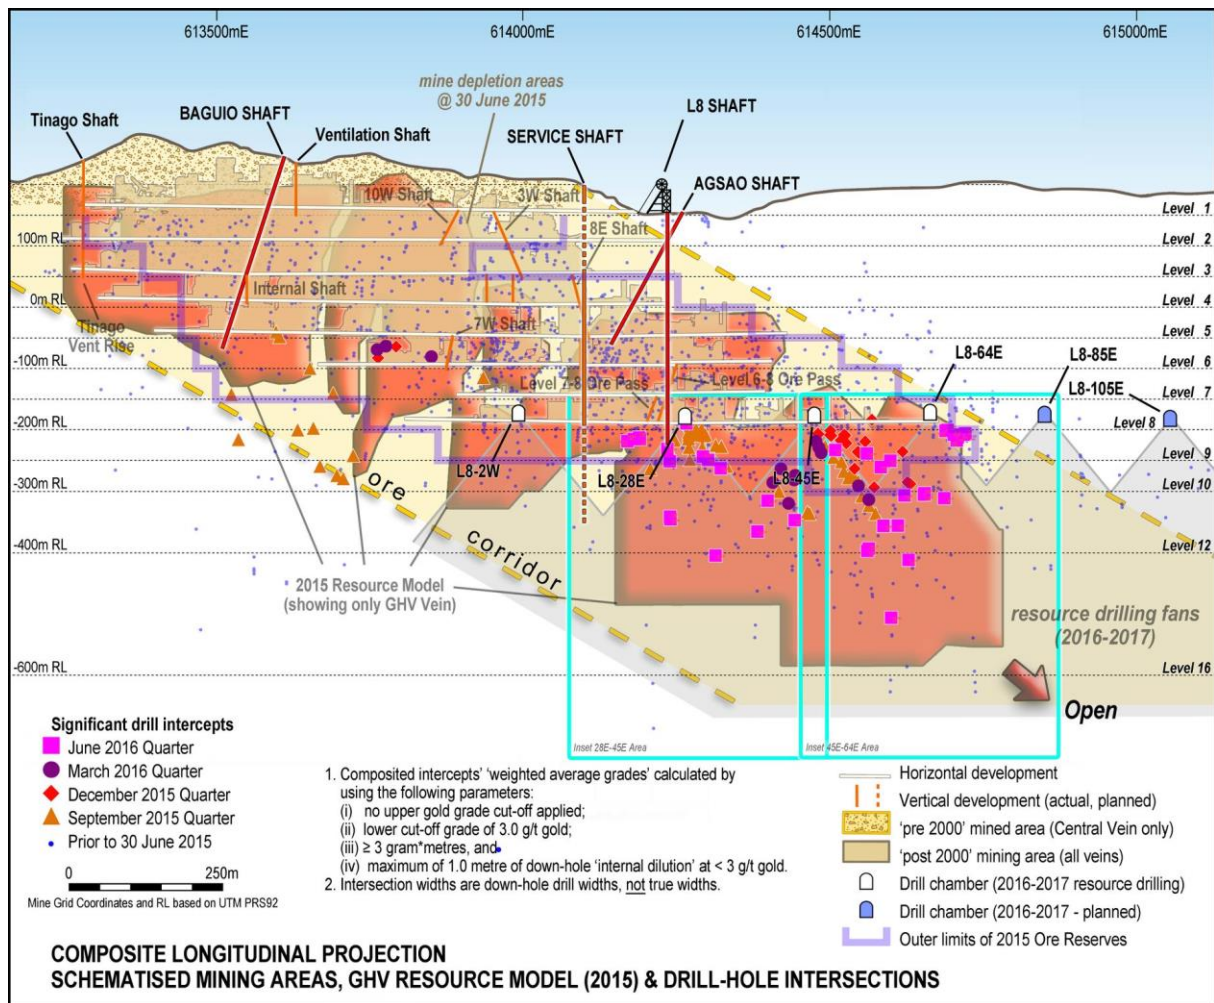 613500mE
614000mE
614500mE
615000mE
mine depletion areas
@ 30 June 2015
Tinago Shaft
BAGUIO SHAFT
Ventilation Shaft
SERVICE SHAFT
L8 SHAFT
AGSAO SHAFT
10W Shaft
3W Shaft
8E Shaft
Level 1
100m RL
Level 2
Level 3
Internal Shaft
0m RL
Level 4
Tinago
Vent Rise
7W Shaft
Level 5
-100m RL
Level 6
L8-64E
L8-85E
L8-105E
Level 7-8 Ore Pass
Level 6-8 Ore Pass
Level 7
-200m RL
Level 8
L8-2W
L8-28E
L8-45E
Level 9
-300m RL
Level 10
ore
corridor
-400m RL
Level 12
2015 Resource Model
(showing only GHV Vein)
resource drilling fans
(2016-2017)
-600m RL
Level 16
Open
Inset 28E-45E Area
Inset 45E-64E Area
Significant drill intercepts
June 2016 Quarter
March 2016 Quarter
December 2015 Quarter
September 2015 Quarter
Prior to 30 June 2015
0
250m
Mine Grid Coordinates and RL based on UTM PRS92
1. Composited intercepts' 'weighted average grades' calculated by
using the following parameters:
(i) no upper gold grade cut-off applied;
(ii) lower cut-off grade of 3.0 g/t gold;
(iii) ≥ 3 gram*metres, and
(iv) maximum of 1.0 metre of down-hole 'internal dilution' at < 3 g/t gold.
2. Intersection widths are down-hole drill widths, not true widths.
Horizontal development
Vertical development (actual, planned)
'pre 2000' mined area (Central Vein only)
'post 2000' mining area (all veins)
Drill chamber (2016-2017 resource drilling)
Drill chamber (2016-2017 - planned)
Outer limits of 2015 Ore Reserves
COMPOSITE LONGITUDINAL PROJECTION
SCHEMATISED MINING AREAS, GHV RESOURCE MODEL (2015) & DRILL-HOLE INTERSECTIONS